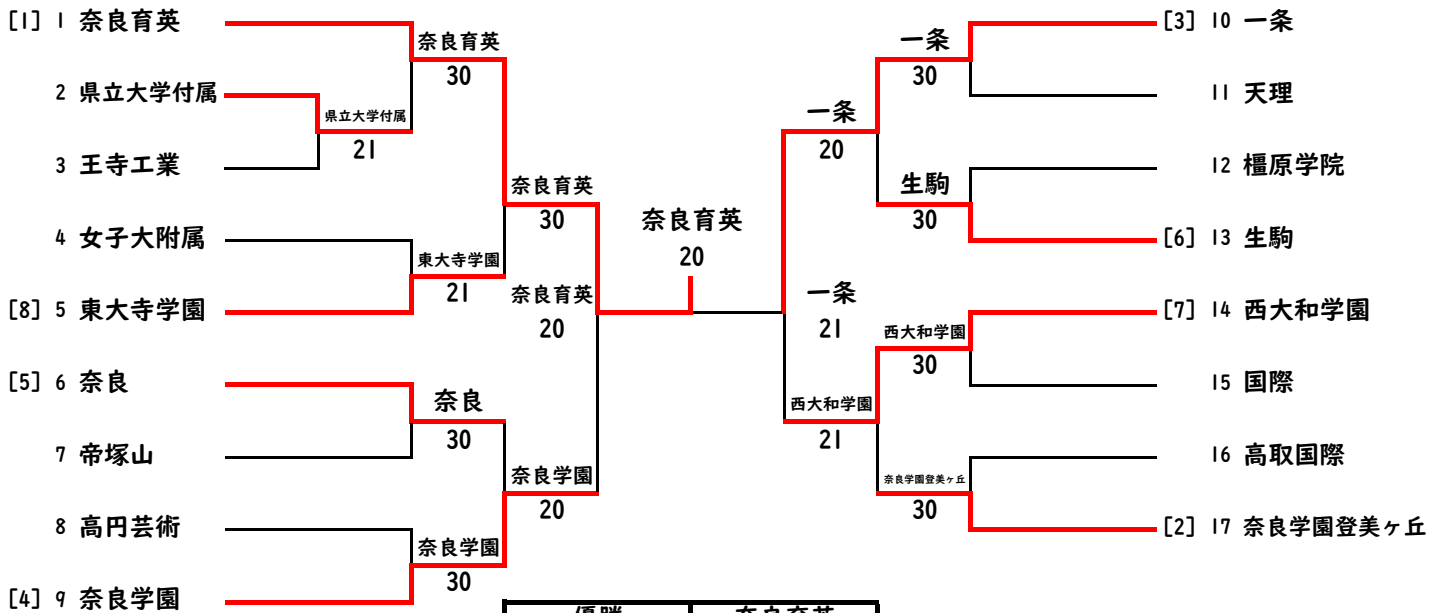 [1] 1 奈良育英
2 県立大学付属
3 王寺工業
4 女子大附属
[8] 5 東大寺学園
[5] 6 奈良
7 帝塚山
8 高円芸術
[4] 9 奈良学園
奈良育英
30
県立大学付属
21
東大寺学園
21
奈良
30
奈良学園
30
奈良育英
30
奈良育英
20
奈良学園
20
奈良育英
20
一条
20
一条
21
西大和学園
21
一条
30
生駒
30
西大和学園
30
奈良学園登美ヶ丘
30
[3] 10 一条
11 天理
12 橿原学院
[6] 13 生駒
[7] 14 西大和学園
15 国際
16 高取国際
[2] 17 奈良学園登美ヶ丘
優勝 奈良育英